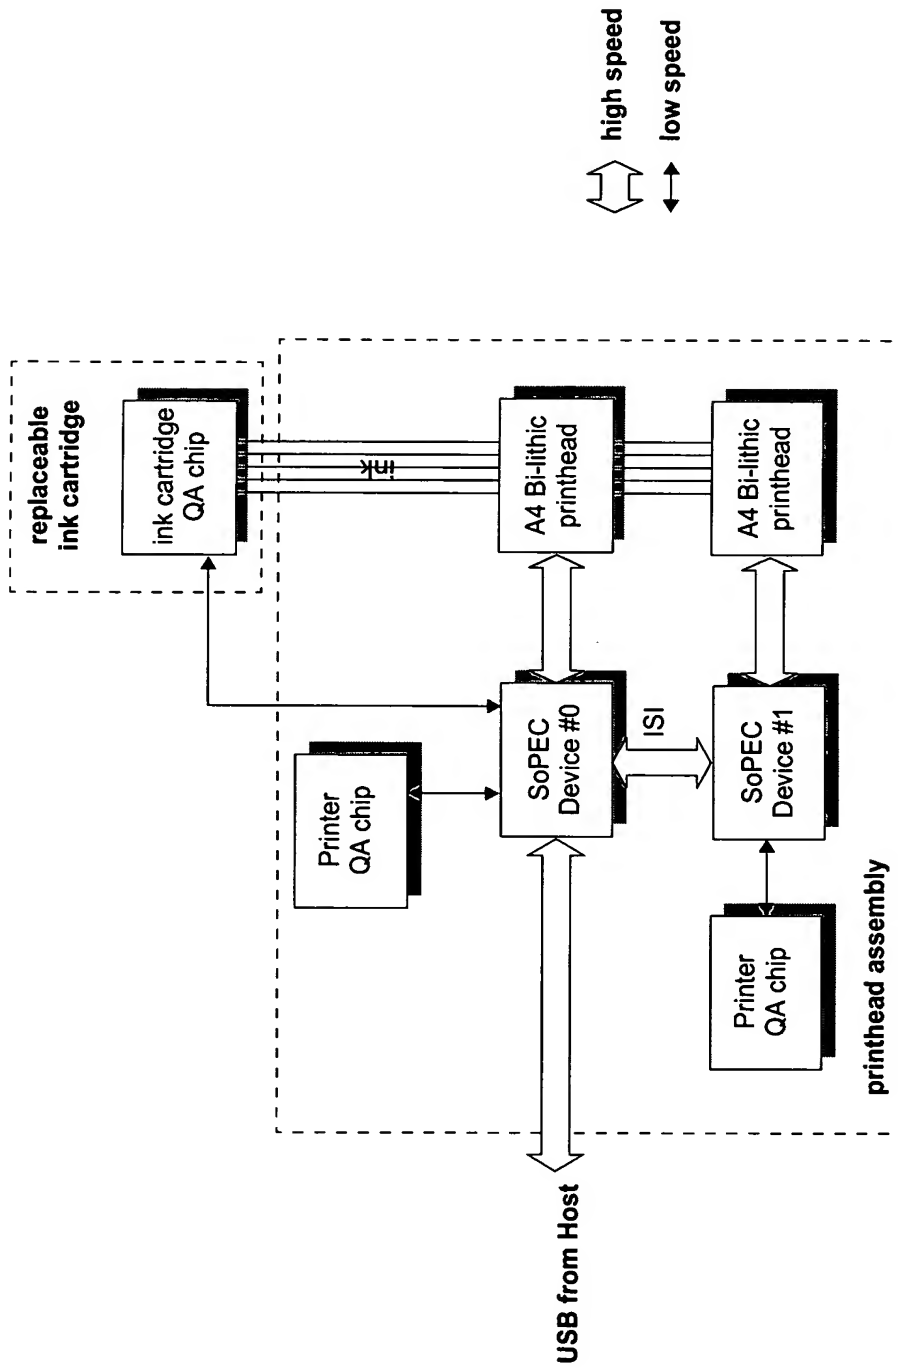 replaceable
ink cartridge
ink cartridge
QA chip
ink
Printer
QA chip
USB from Host
SoPEC
Device #0
A4 Bi-lithic
printhead
high speed
low speed
ISI
Printer
QA chip
SoPEC
Device #1
A4 Bi-lithic
printhead
printhead assembly